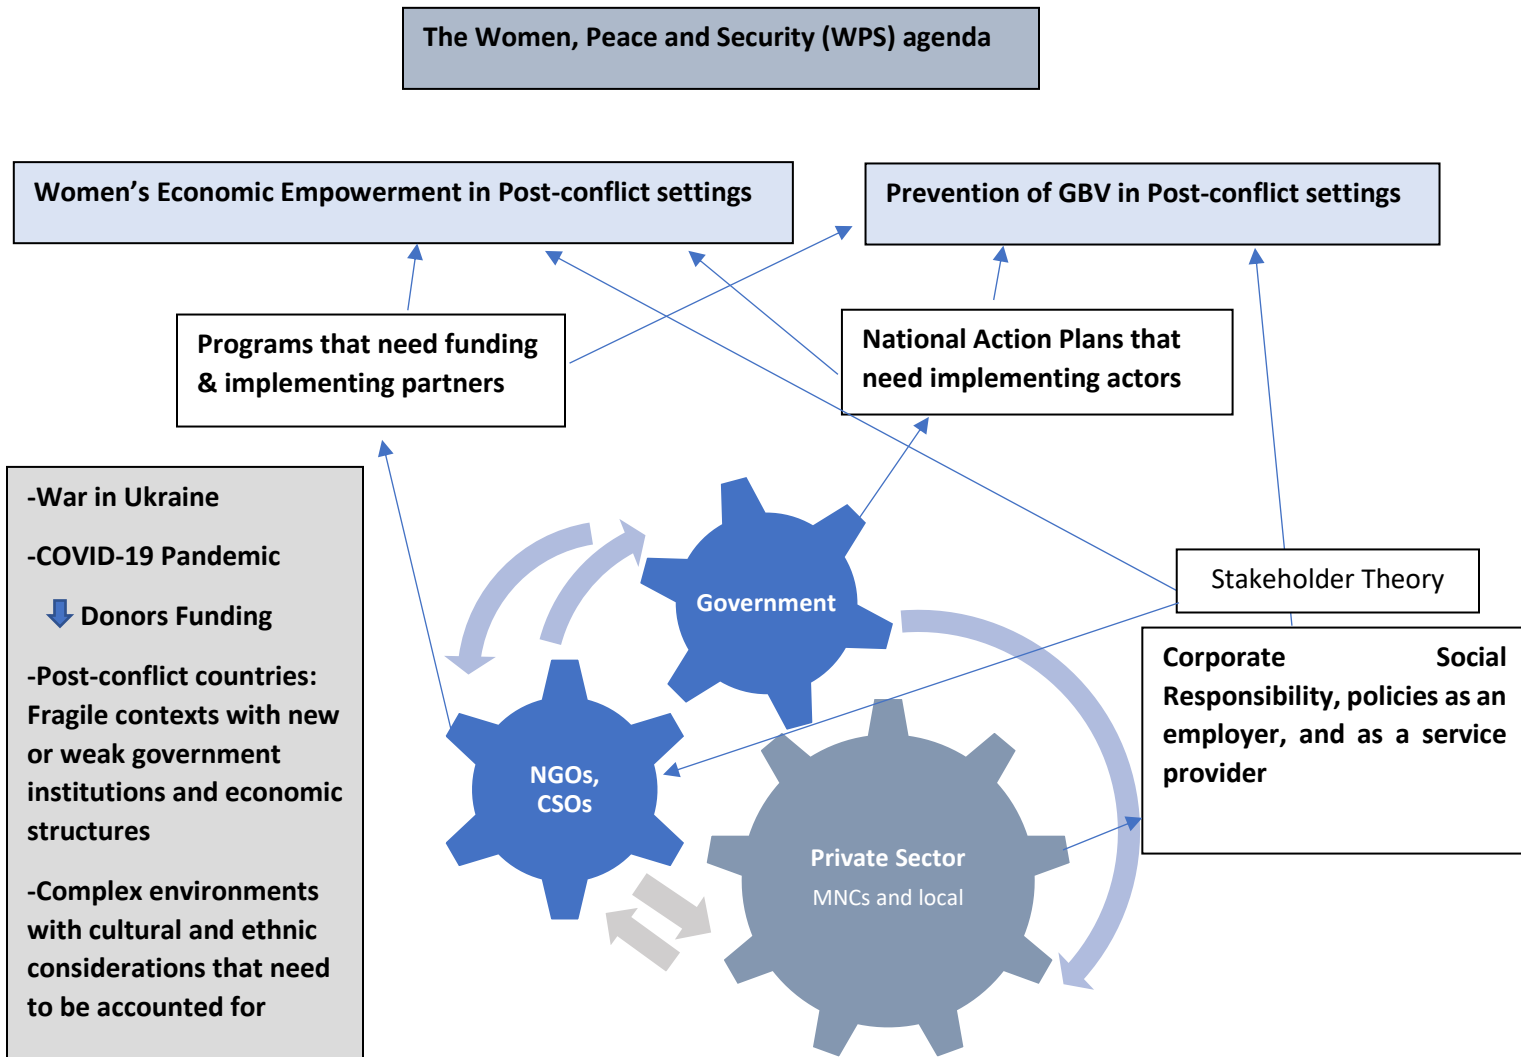 The Women, Peace and Security (WPS) agenda
Women’s Economic Empowerment in Post-conflict settings
Prevention of GBV in Post-conflict settings
Programs that need funding
& implementing partners
National Action Plans that
need implementing actors
-War in Ukraine
-COVID-19 Pandemic
Donors Funding
-Post-conflict countries:
Fragile contexts with new
or weak government
institutions and economic
structures
-Complex environments
with cultural and ethnic
considerations that need
to be accounted for
Government
NGOs,
CSOs
Private Sector
MNCs and local
Stakeholder Theory
Corporate Social
Responsibility, policies as an
employer, and as a service
provider